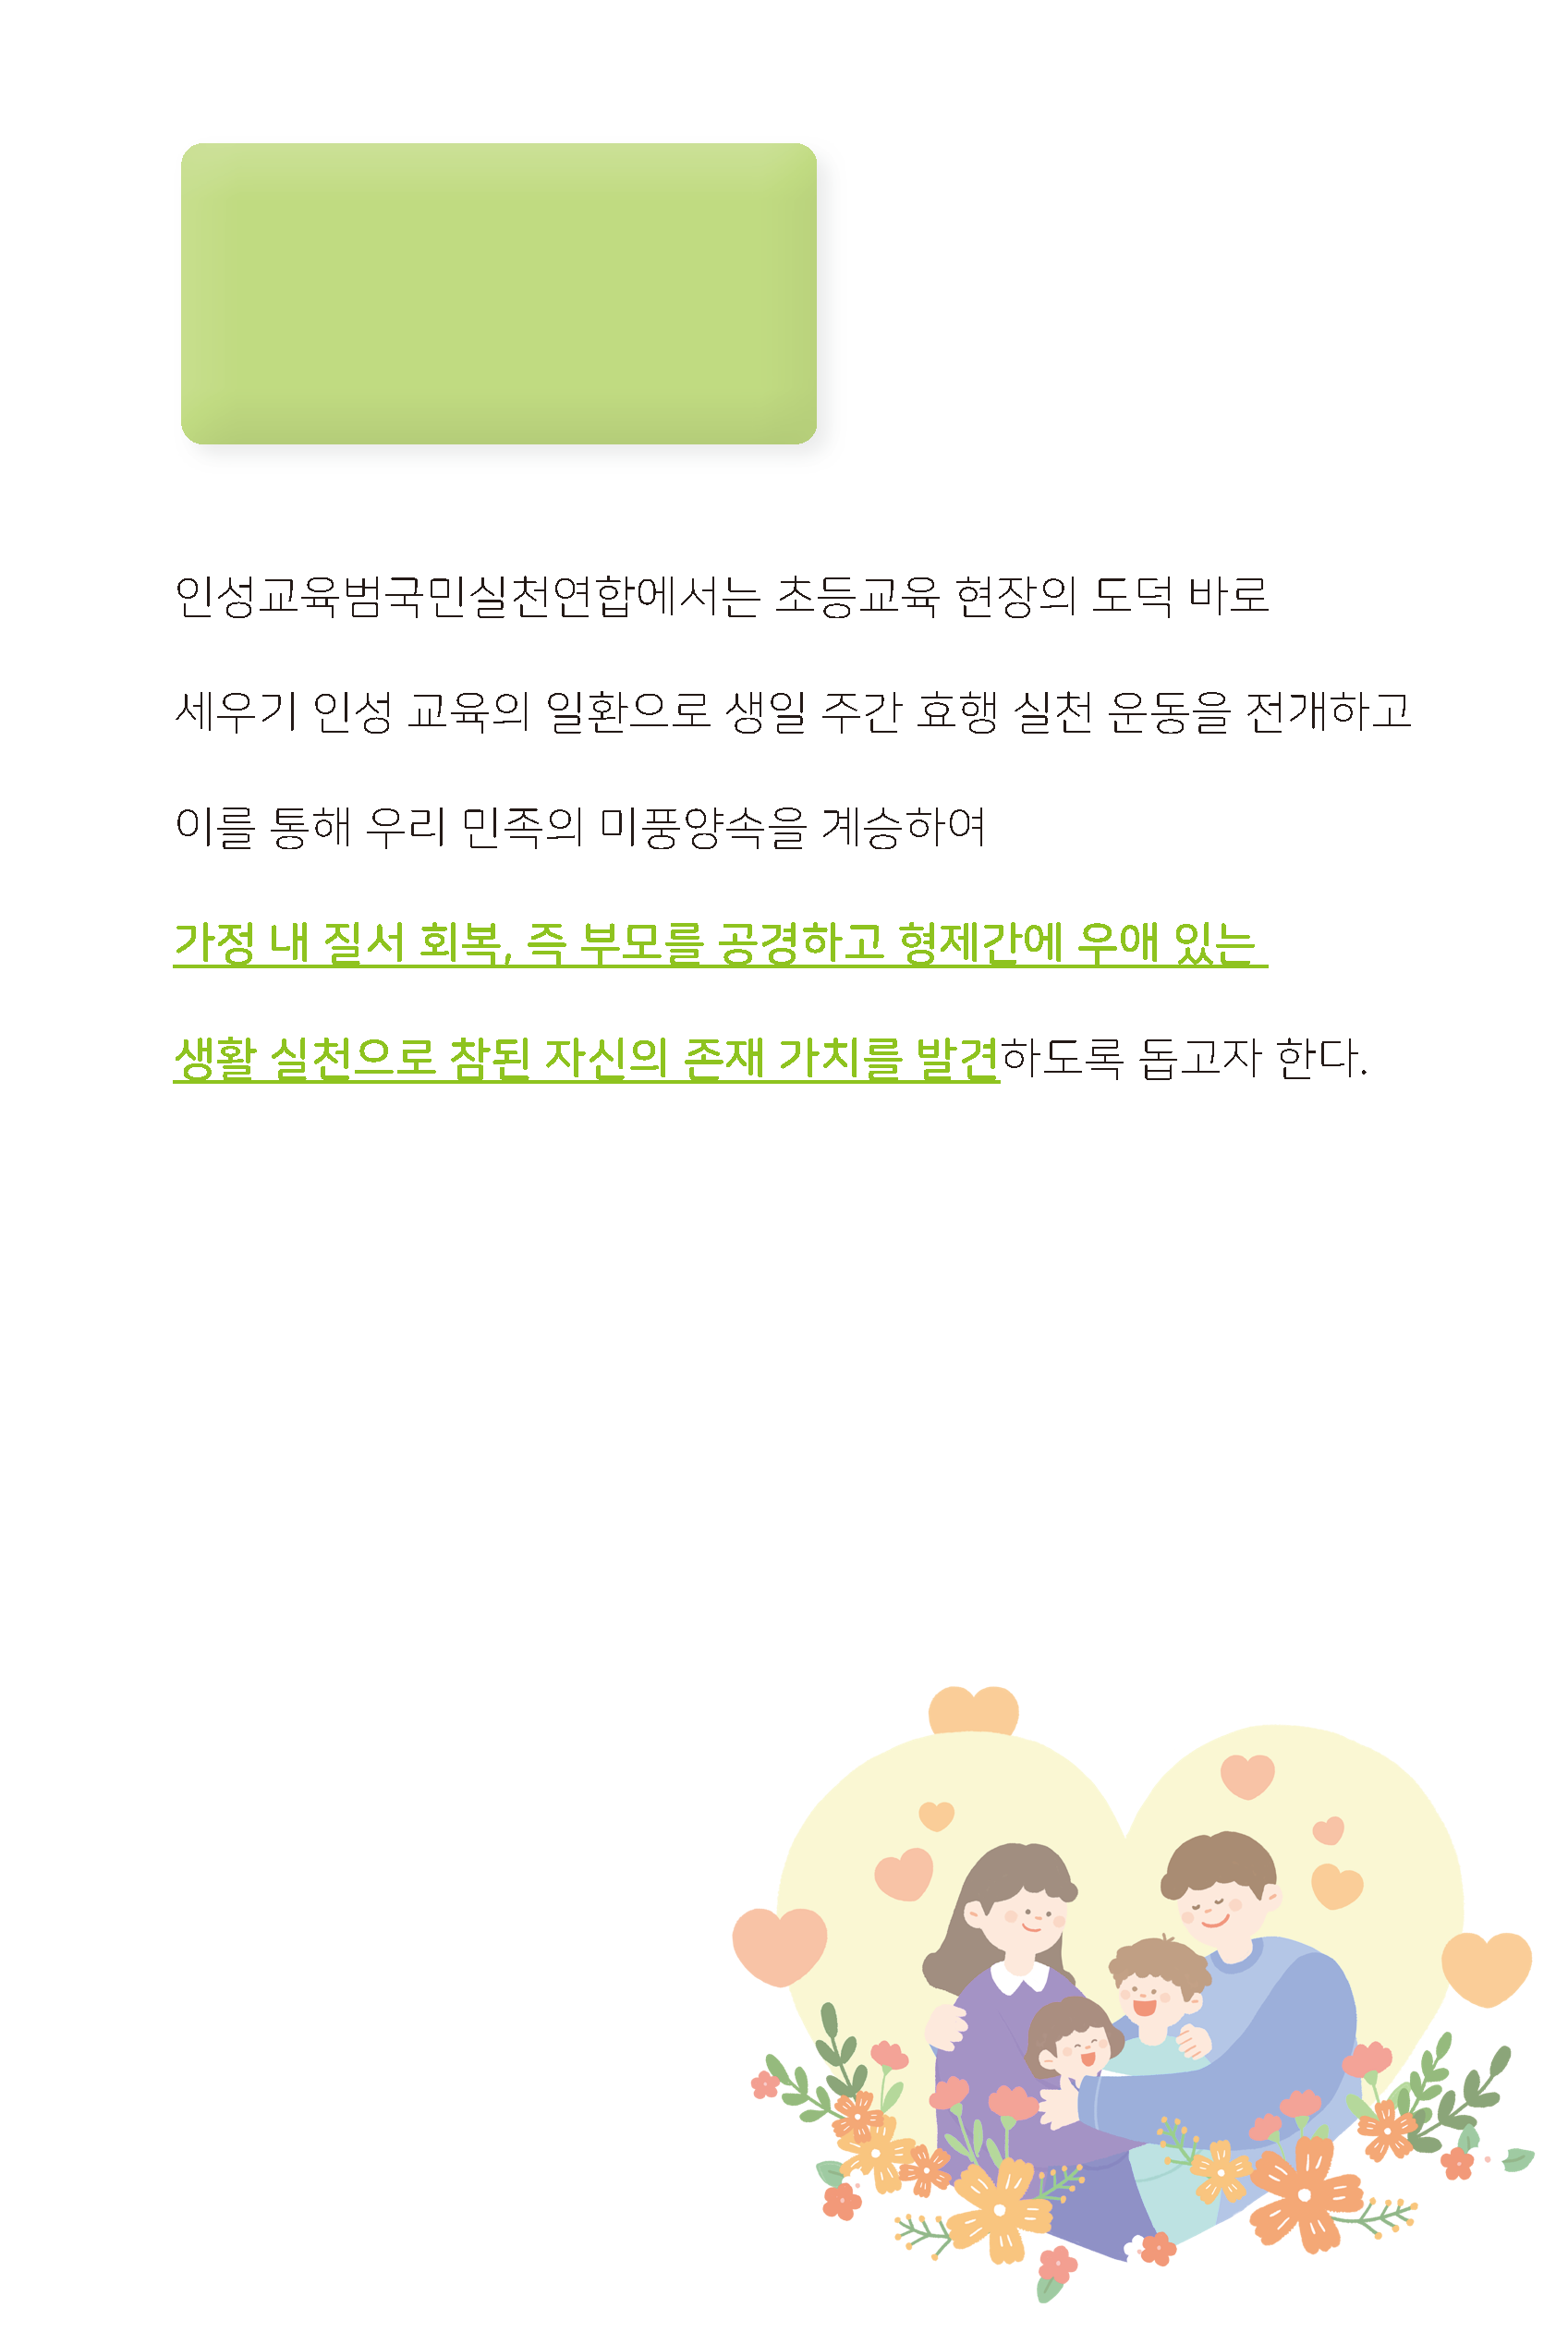 인성교육범국민실천연합에서는 초등교육 현장의 도덕 바로
세우기 인성 교육의 일환으로 생일 주간 효행 실천 운동을 전개하고
이를 통해 우리 민족의 미풍양속을 계승하여
가정 내 질서 회복, 즉 부모를 공경하고 형제간에 우애 있는
생활 실천으로 참된 자신의 존재 가치를 발견하도록 돕고자 한다.